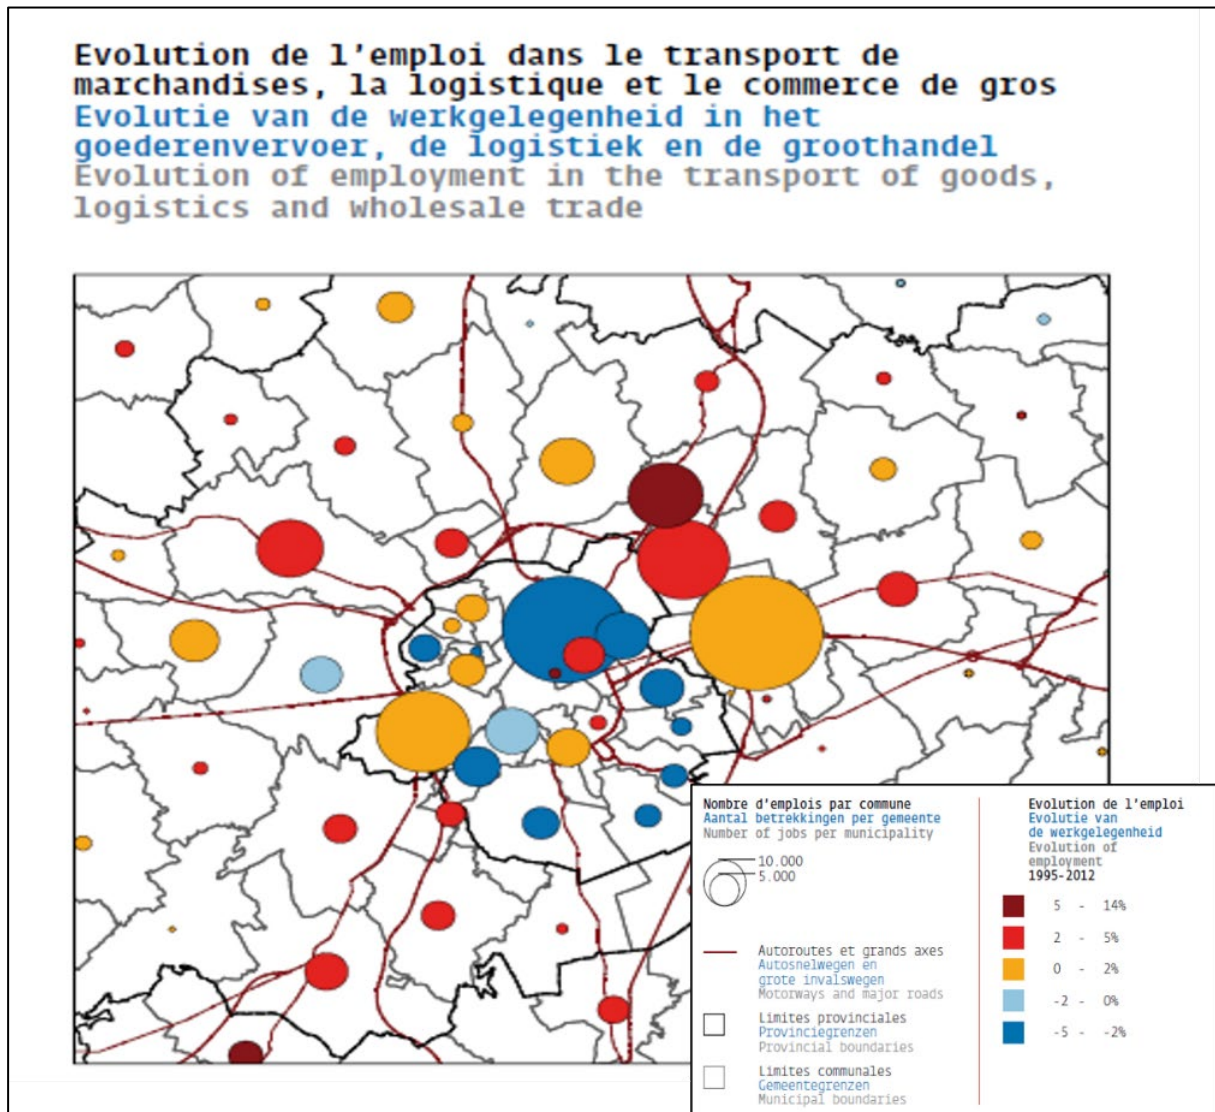 Evolution de l'emploi dans le transport de
marchandises, la logistique et le commerce de gros
Evolutie van de werkgelegenheid in het
goederenvervoer, de logistiek en de groothandel
Evolution of employment in the transport of goods,
logistics and wholesale trade
Nombre d'emplois par commune
Aantal betrekkingen per gemeente
Number of jobs per municipality
10.000
5.000
Autoroutes et grands axes
Autosnelwegen en
grote invalswegen
Motorways and major roads
Limites provinciales
Provinciegrenzen
Provincial boundaries
Limites communales
Gemeentegrenzen
Municipal boundaries
Evolution de l'emploi
Evolutie van
de werkgelegenheid
Evolution of
employment
1995-2012
5 - 14%
2 - 5%
0 - 2%
-2 - 0%
-5 - -2%